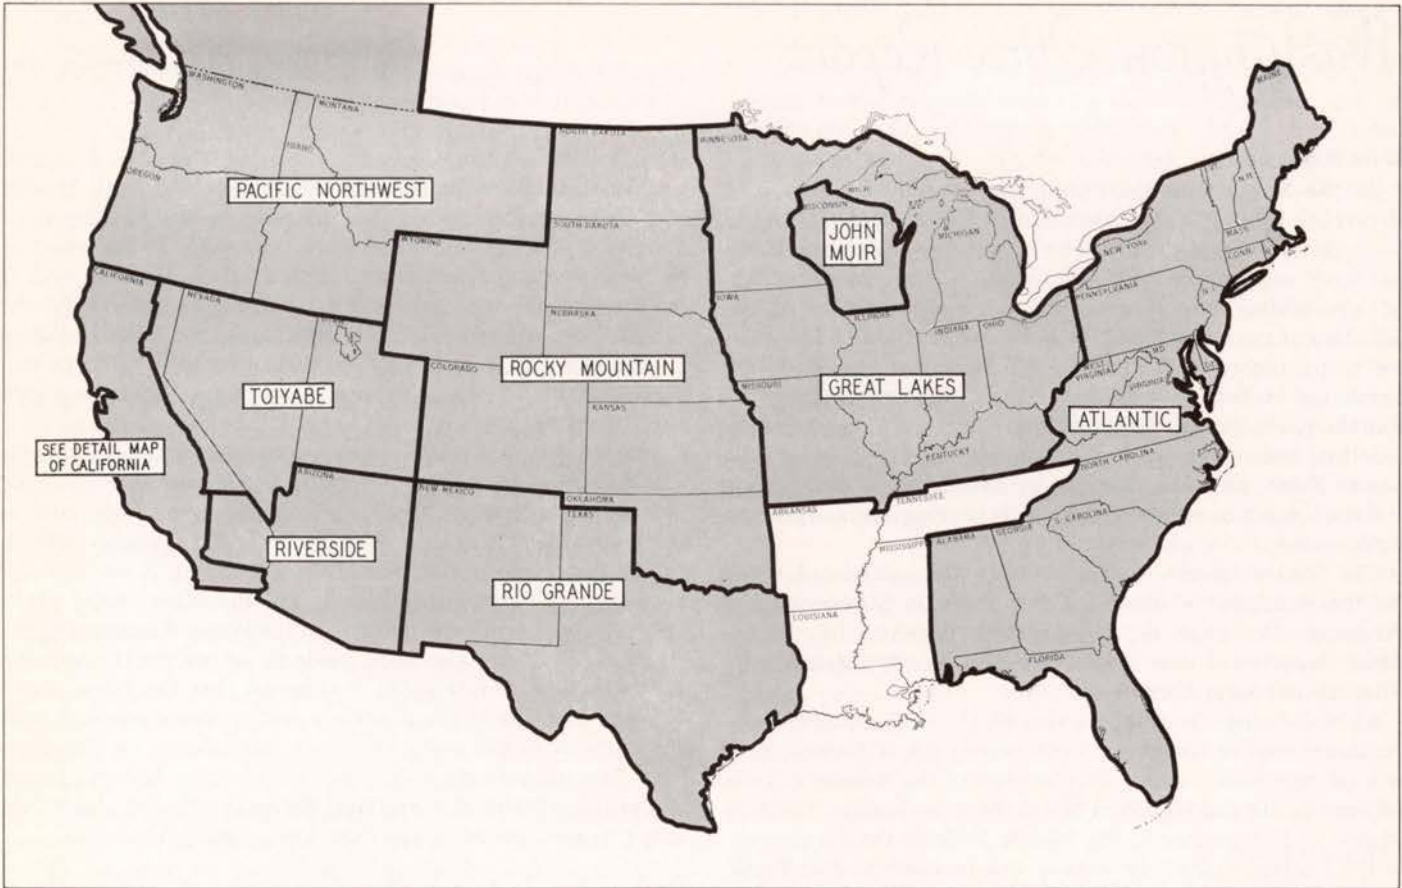 WASHINGTON
MONTANA
IDAHO
OREGON
PACIFIC NORTHWEST
NORTH DAKOTA
MINNESOTA
MAINE
N.H.
WISCONSIN
JOHN
MUIR
MICHIGAN
SOUTH DAKOTA
WYOMING
NEW YORK
MASS.
CONN.
CALIFORNIA
NEVADA
IOWA
PENNSYLVANIA
N.J.
NEBRASKA
ILLINOIS
INDIANA
OHIO
COLORADO
ROCKY MOUNTAIN
MISSOURI
GREAT LAKES
WEST
VIRGINIA
MD.
VIRGINIA
TOIYABE
KANSAS
ATLANTIC
SEE DETAIL MAP
OF CALIFORNIA
KENTUCKY
NORTH CAROLINA
ARIZONA
NEW MEXICO
OKLAHOMA
TEXAS
TENNESSEE
ARKANSAS
S. CAROLINA
RIVERSIDE
MISSISSIPPI
ALABAMA
GEORGIA
RIO GRANDE
LOUISIANA
FLORIDA